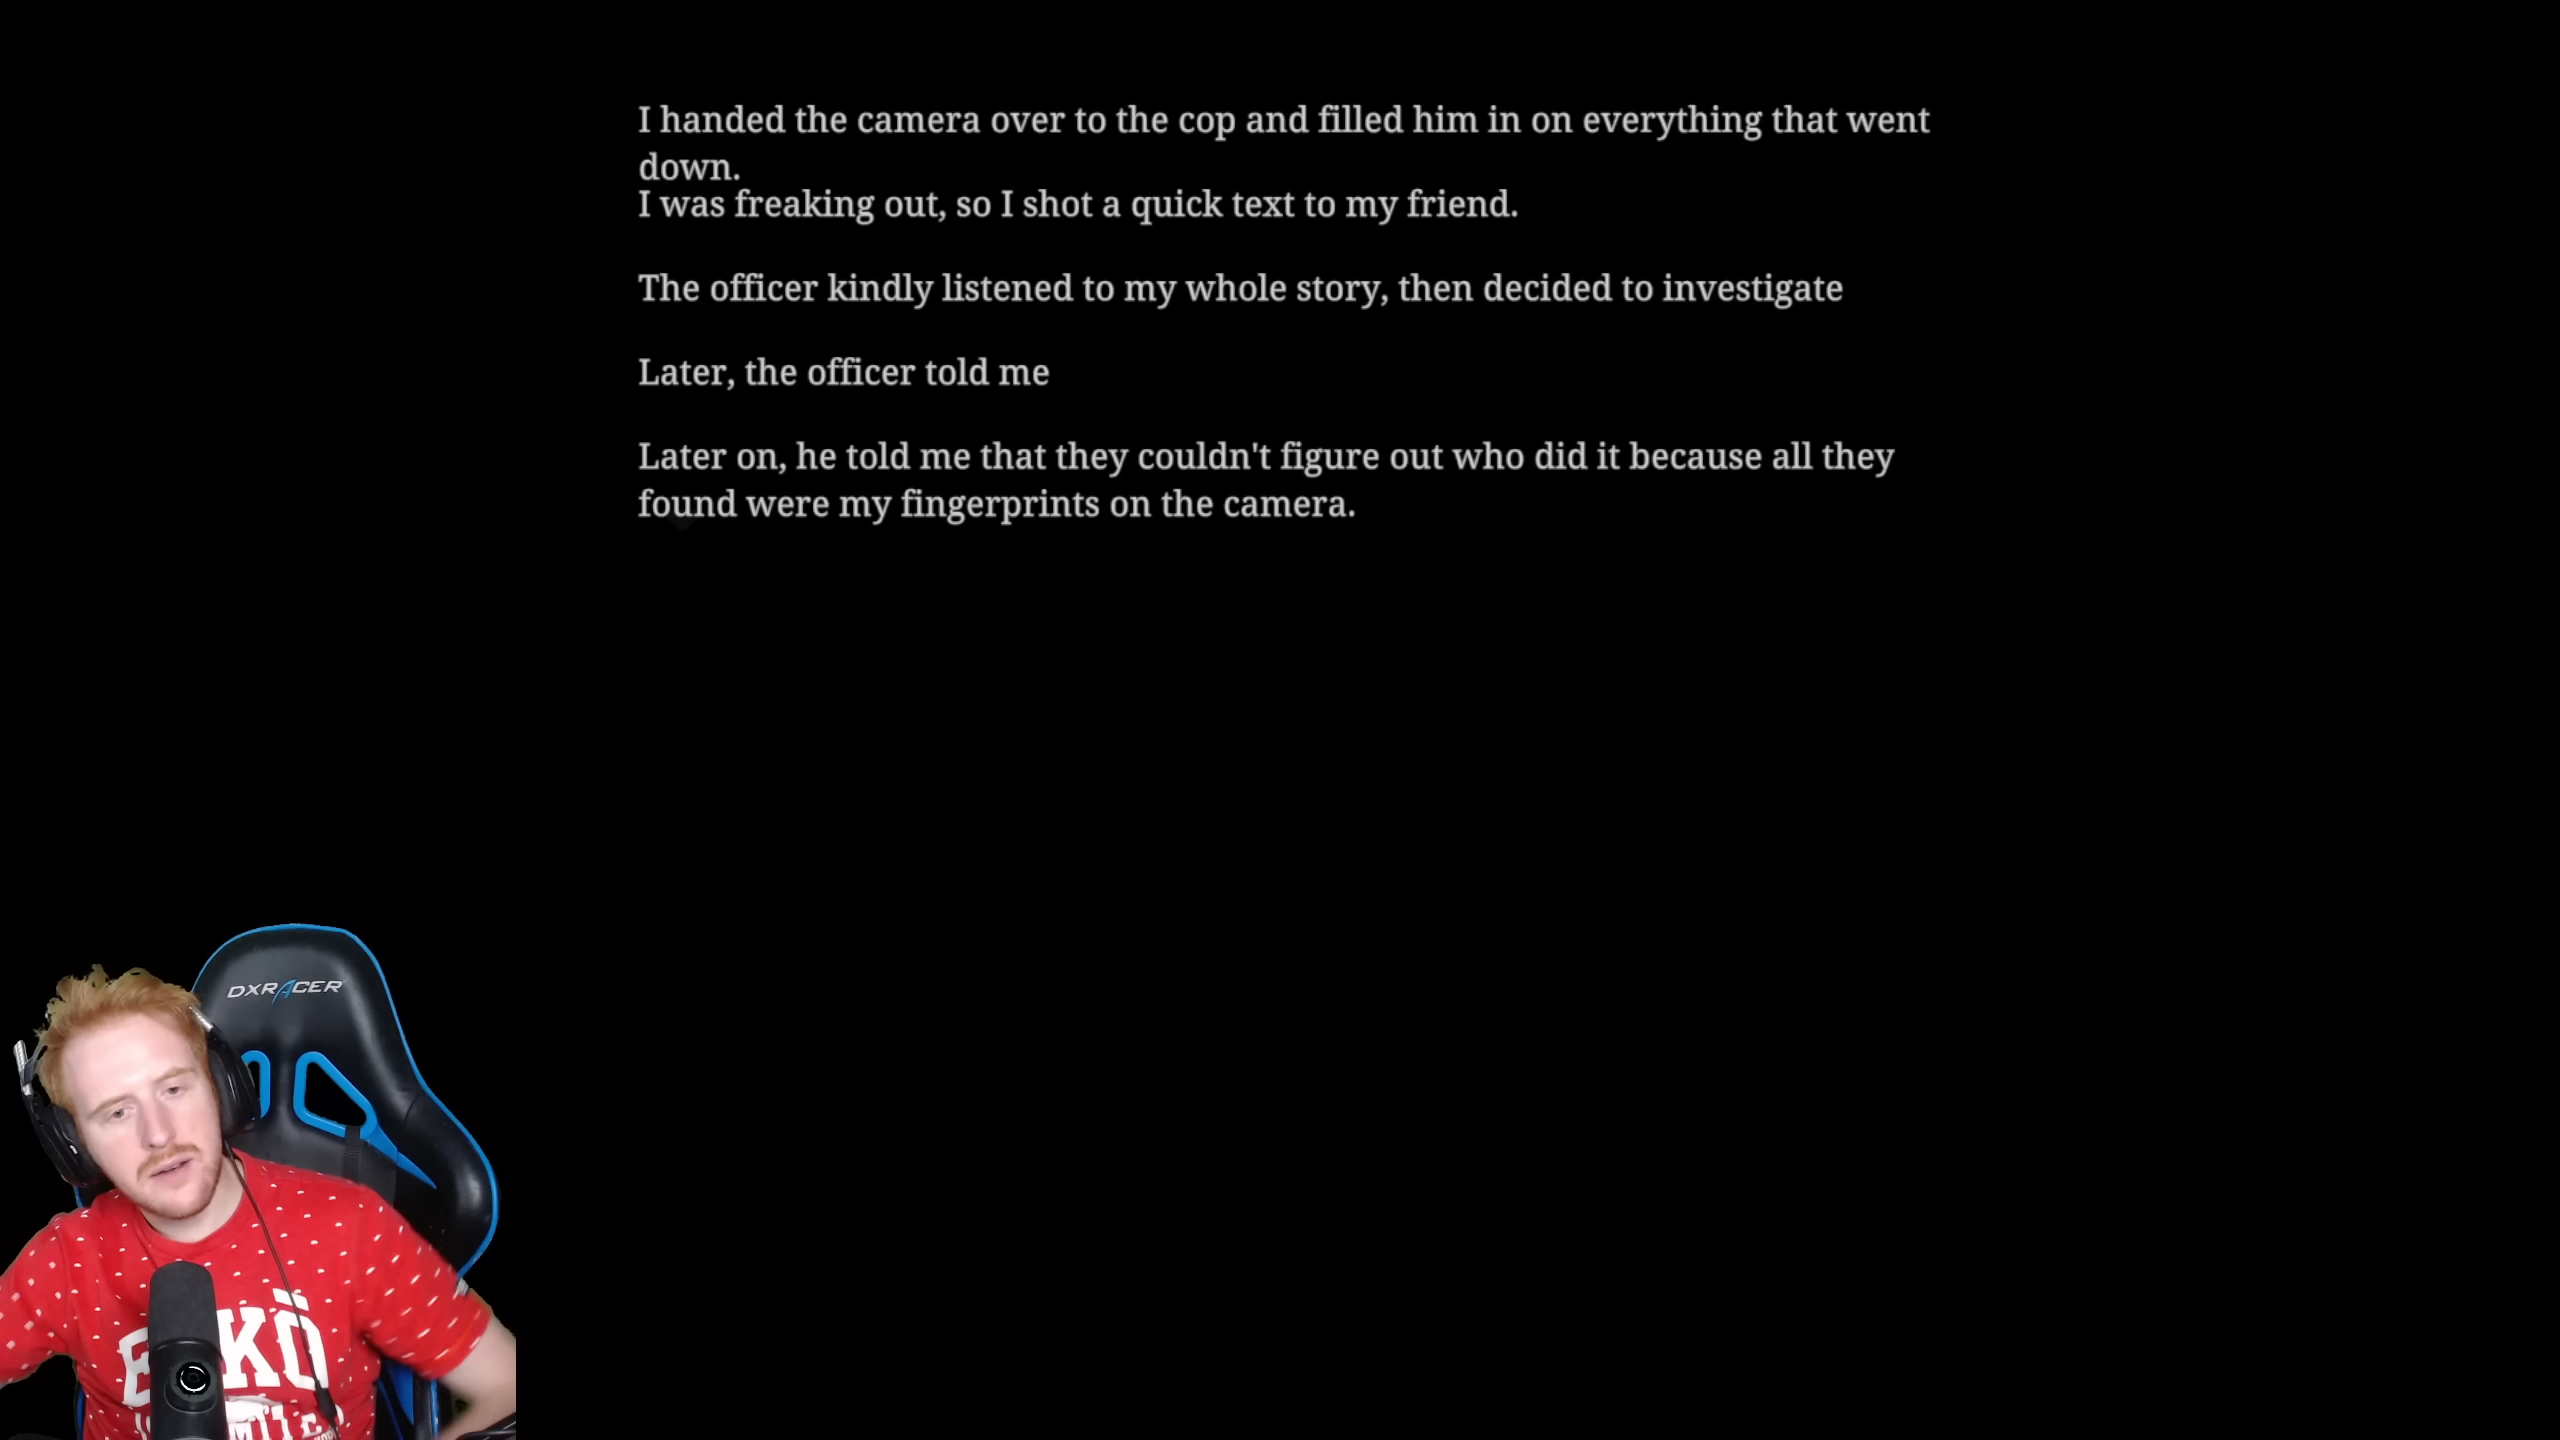 I handed the camera over to the cop and filled him in on everything that went
down.
I was freaking out, so I shot a quick text to my friend.
The officer kindly listened to my whole story, then decided to investigate
Later, the officer told me
Later on, he told me that they couldn't figure out who did it because all they
found were my fingerprints on the camera.
DXRACER